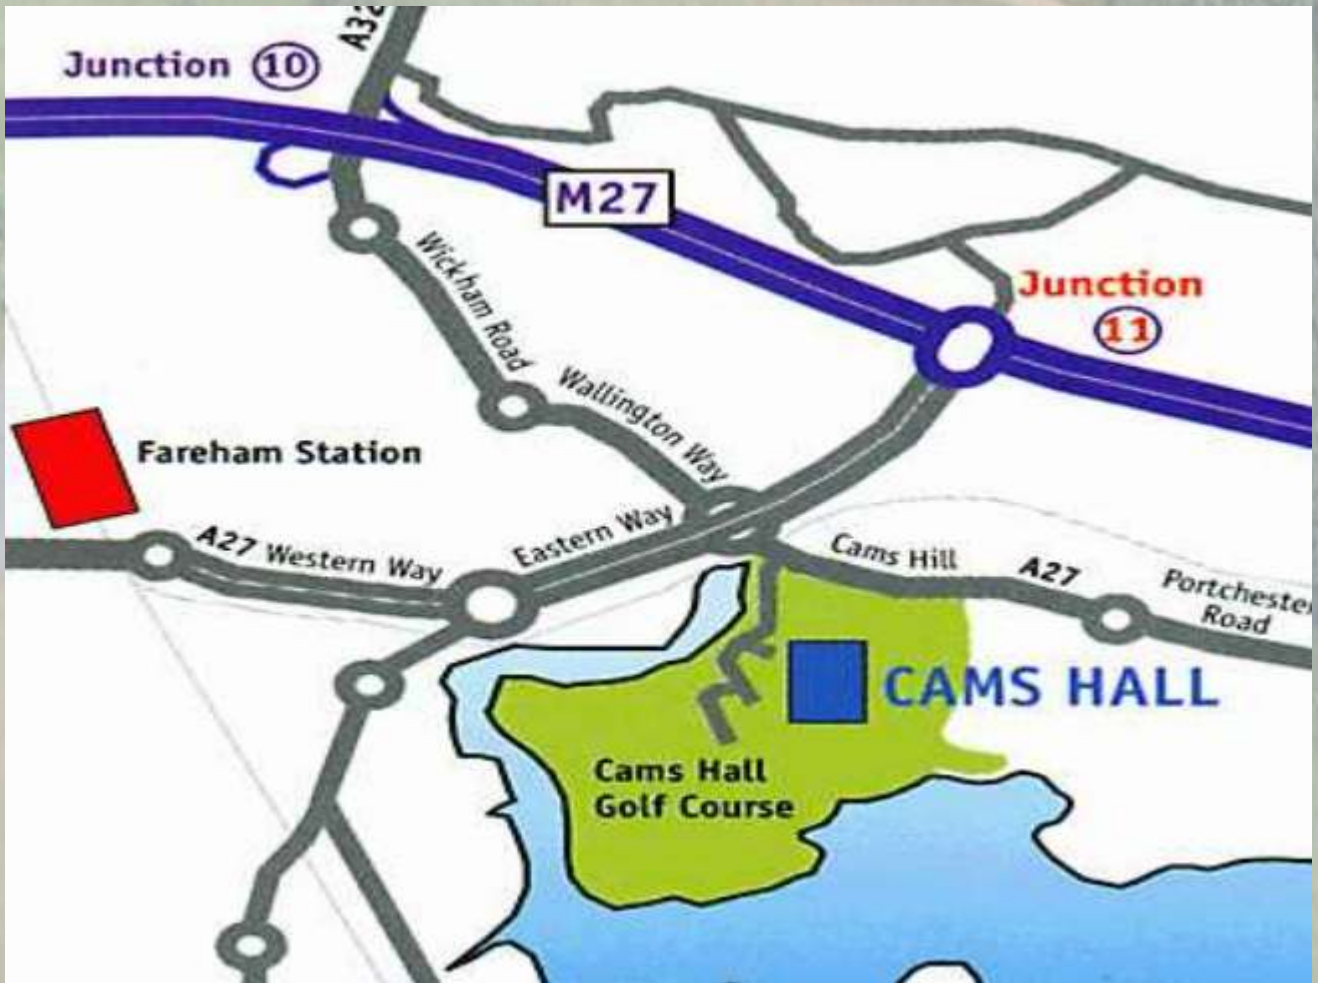 A32
Junction 10
M27
Wickham Road
Junction
11
Wallington Way
Fareham Station
A27 Western Way
Eastern Way
Cams Hill
A27
Portchester
Road
CAMS HALL
Cams Hall
Golf Course